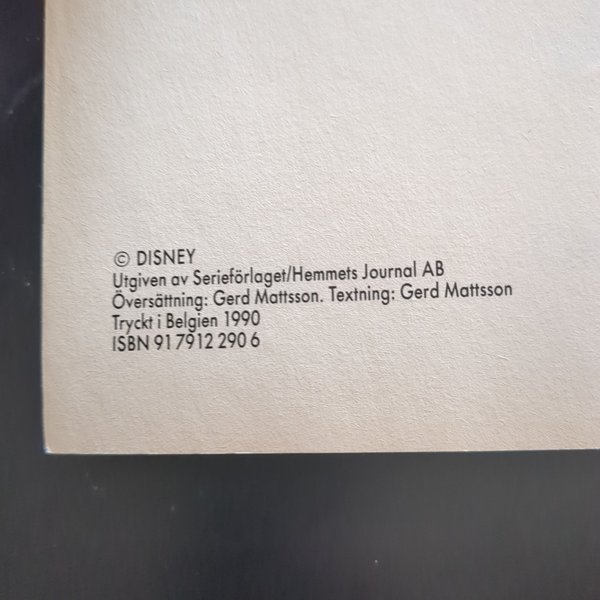 © DISNEY
Utgiven av Serieförlaget/Hemmets Journal AB
Översättning: Gerd Mattsson. Textning: Gerd Mattsson
Tryckt i Belgien 1990
ISBN 91 7912 290 6